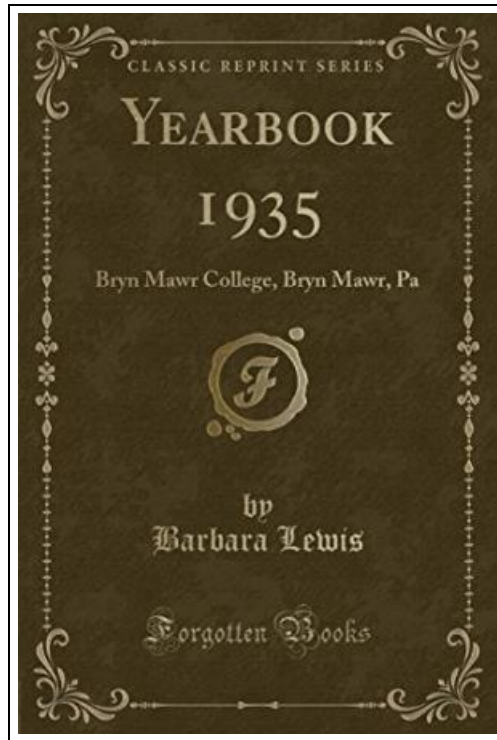 CLASSIC REPRINT SERIES
YEARBOOK
1935
Bryn Mawr College, Bryn Mawr, Pa
F
by
Barbara Lewis
Forgotten Books